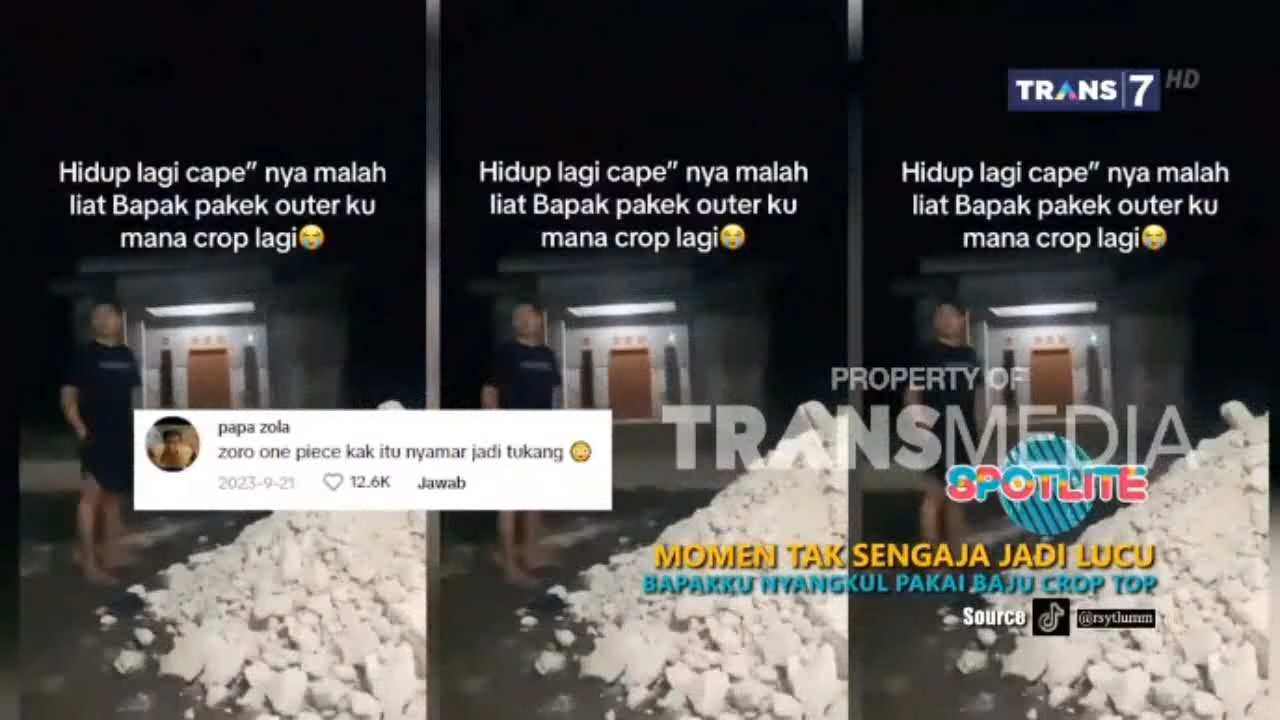 TRANS 7 HD
Hidup lagi cape” nya malah
liat Bapak pakek outer ku
mana crop lagi😭
Hidup lagi cape” nya malah
liat Bapak pakek outer ku
mana crop lagi😭
Hidup lagi cape” nya malah
liat Bapak pakek outer ku
mana crop lagi😭
papa zola
zoro one piece kak itu nyamar jadi tukang 😳
2023-9-21 12.6K Jawab
PROPERTY OF
TRANSMEDIA
SPOTLITE
MOMEN TAK SENGAJA JADI LUCU
BAPAKKU NYANGKUL PAKAI BAJU CROP TOP
Source @rsytlumm